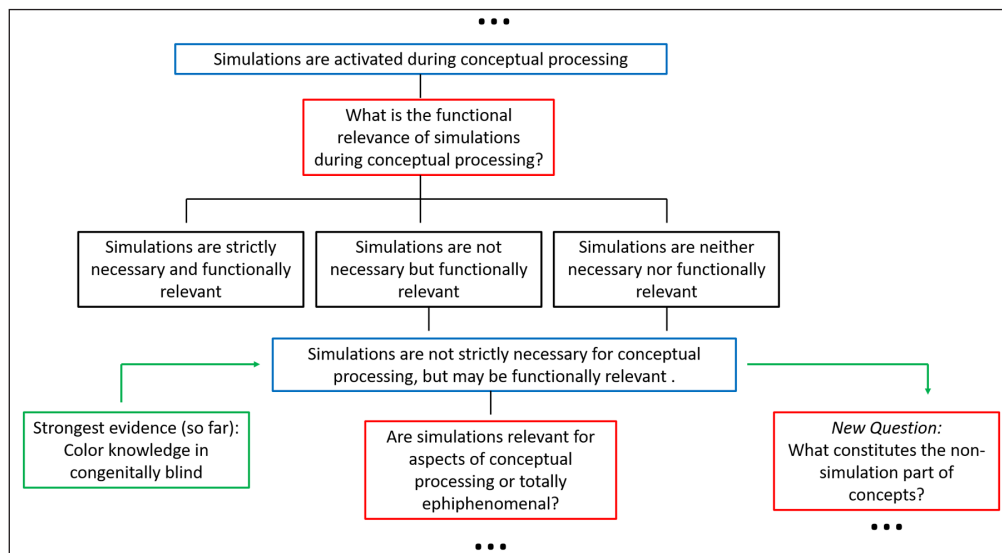 ...
Simulations are activated during conceptual processing
What is the functional
relevance of simulations
during conceptual processing?
Simulations are strictly
necessary and functionally
relevant
Simulations are not
necessary but functionally
relevant
Simulations are neither
necessary nor functionally
relevant
Simulations are not strictly necessary for conceptual
processing, but may be functionally relevant .
Strongest evidence (so far):
Color knowledge in
congenitally blind
Are simulations relevant for
aspects of conceptual
processing or totally
ephiphenomenal?
New Question:
What constitutes the non-
simulation part of
concepts?
...
...